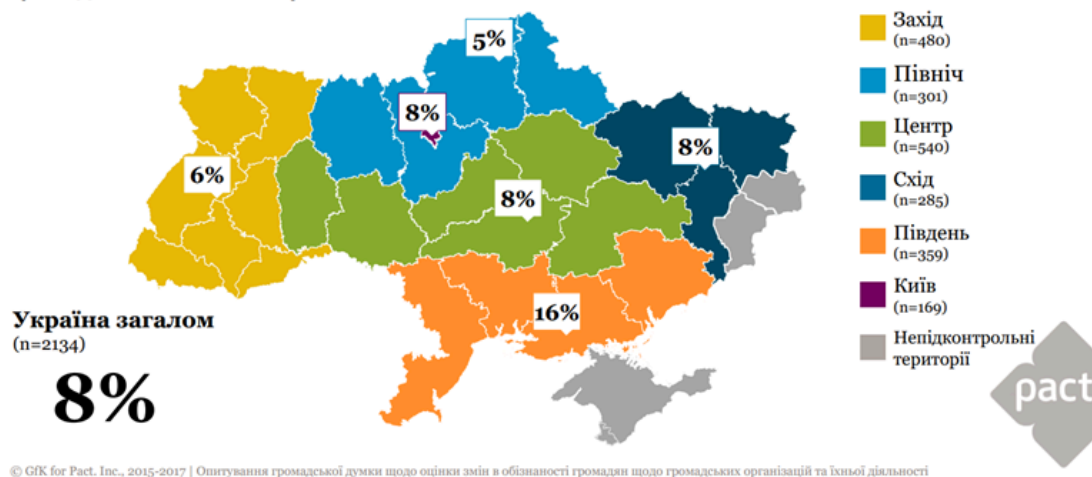 5%
8%
6%
8%
8%
16%
Захід
(n=480)
Північ
(n=301)
Центр
(n=540)
Схід
(n=285)
Південь
(n=359)
Київ
(n=169)
Непідконтрольні
території
Україна загалом
(n=2134)
8%
pact
© GfK for Pact. Inc., 2015-2017 | Опитування громадської думки щодо оцінки змін в обізнаності громадян щодо громадських організацій та їхньої діяльності